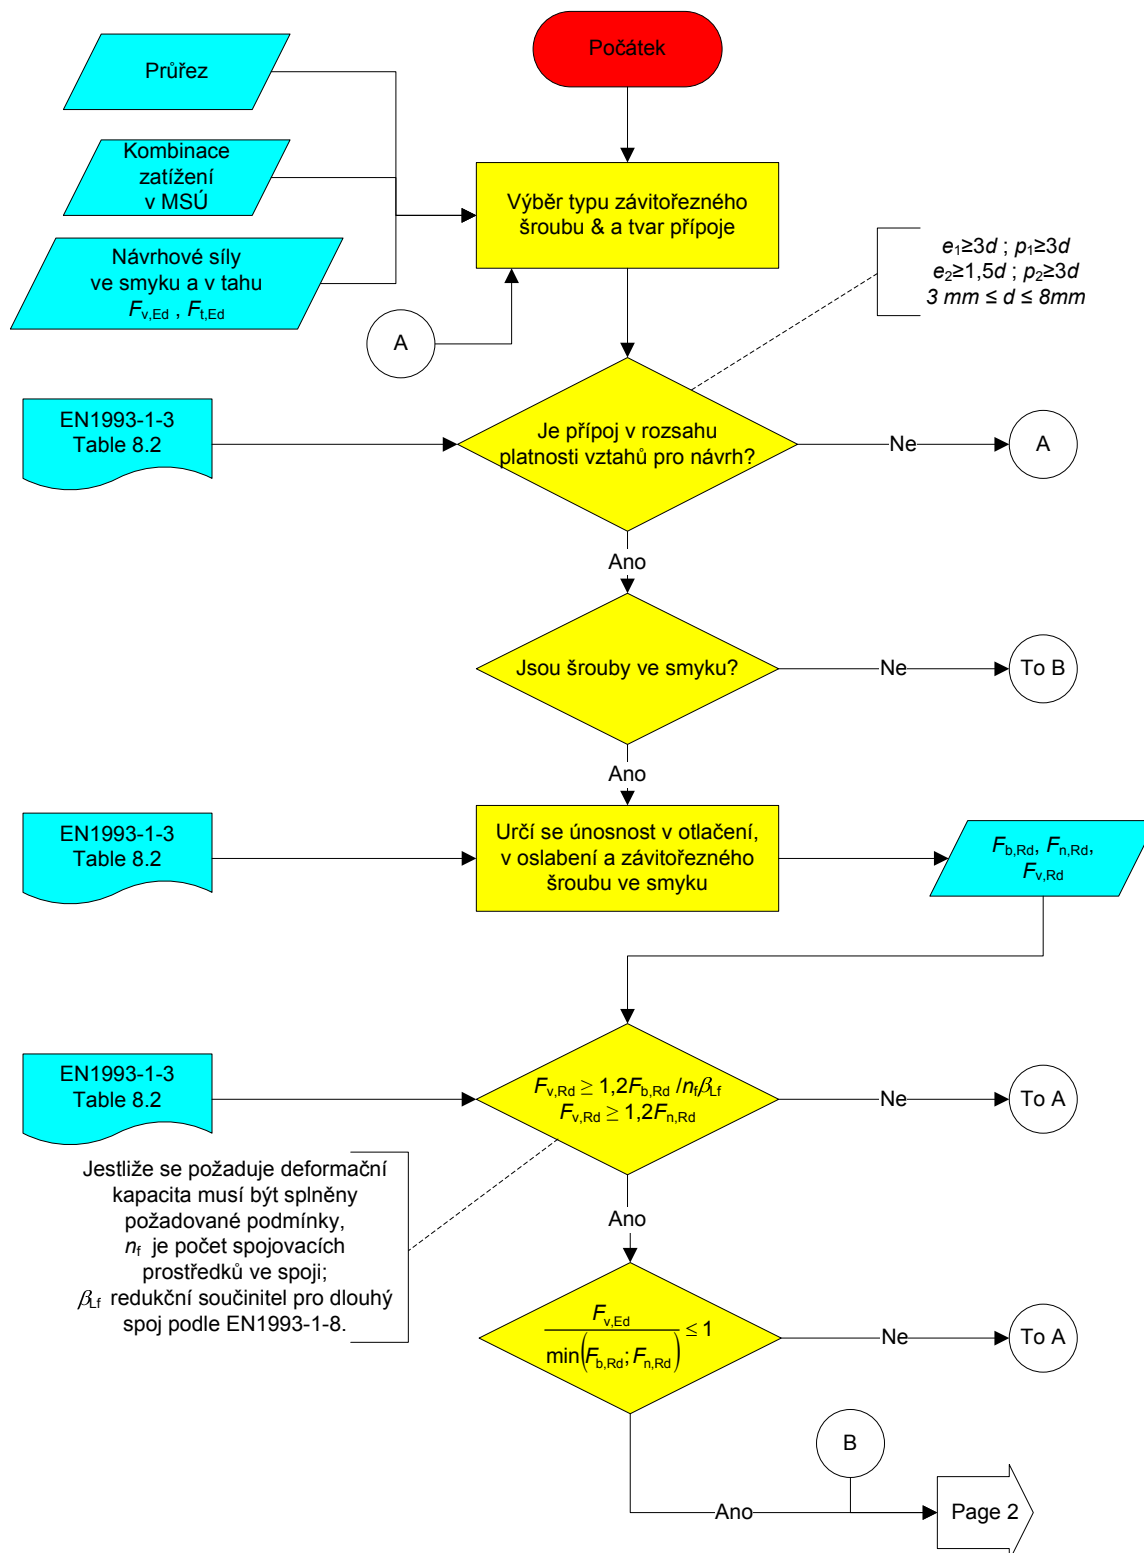 Počátek
Průřez
Kombinace
zatížení
v MSÚ
Návrhové síly
ve smyku a v tahu
F v,Ed , F t,Ed
Výběr typu závitořezného
šroubu & a tvar přípoje
e1≥3d ; p1≥3d
e2≥1,5d ; p2≥3d
3 mm ≤ d ≤ 8mm
A
EN1993-1-3
Table 8.2
Je přípoj v rozsahu
platnosti vztahů pro návrh?
Ne
A
Ano
Jsou šrouby ve smyku?
Ne
To B
Ano
EN1993-1-3
Table 8.2
Určí se únosnost v otlačení,
v oslabení a závitořezného
šroubu ve smyku
Fb,Rd, Fn,Rd,
Fv,Rd
EN1993-1-3
Table 8.2
Fv,Rd ≥ 1,2Fb,Rd /nfβLf
Fv,Rd ≥ 1,2Fn,Rd
Ne
To A
Jestliže se požaduje deformační
kapacita musí být splněny
požadované podmínky,
nf je počet spojovacích
prostředků ve spoji;
βLf redukční součinitel pro dlouhý
spoj podle EN1993-1-8.
Ano
Fv,Ed
≤ 1
min(Fb,Rd; Fn,Rd)
Ne
To A
B
Ano
Page 2